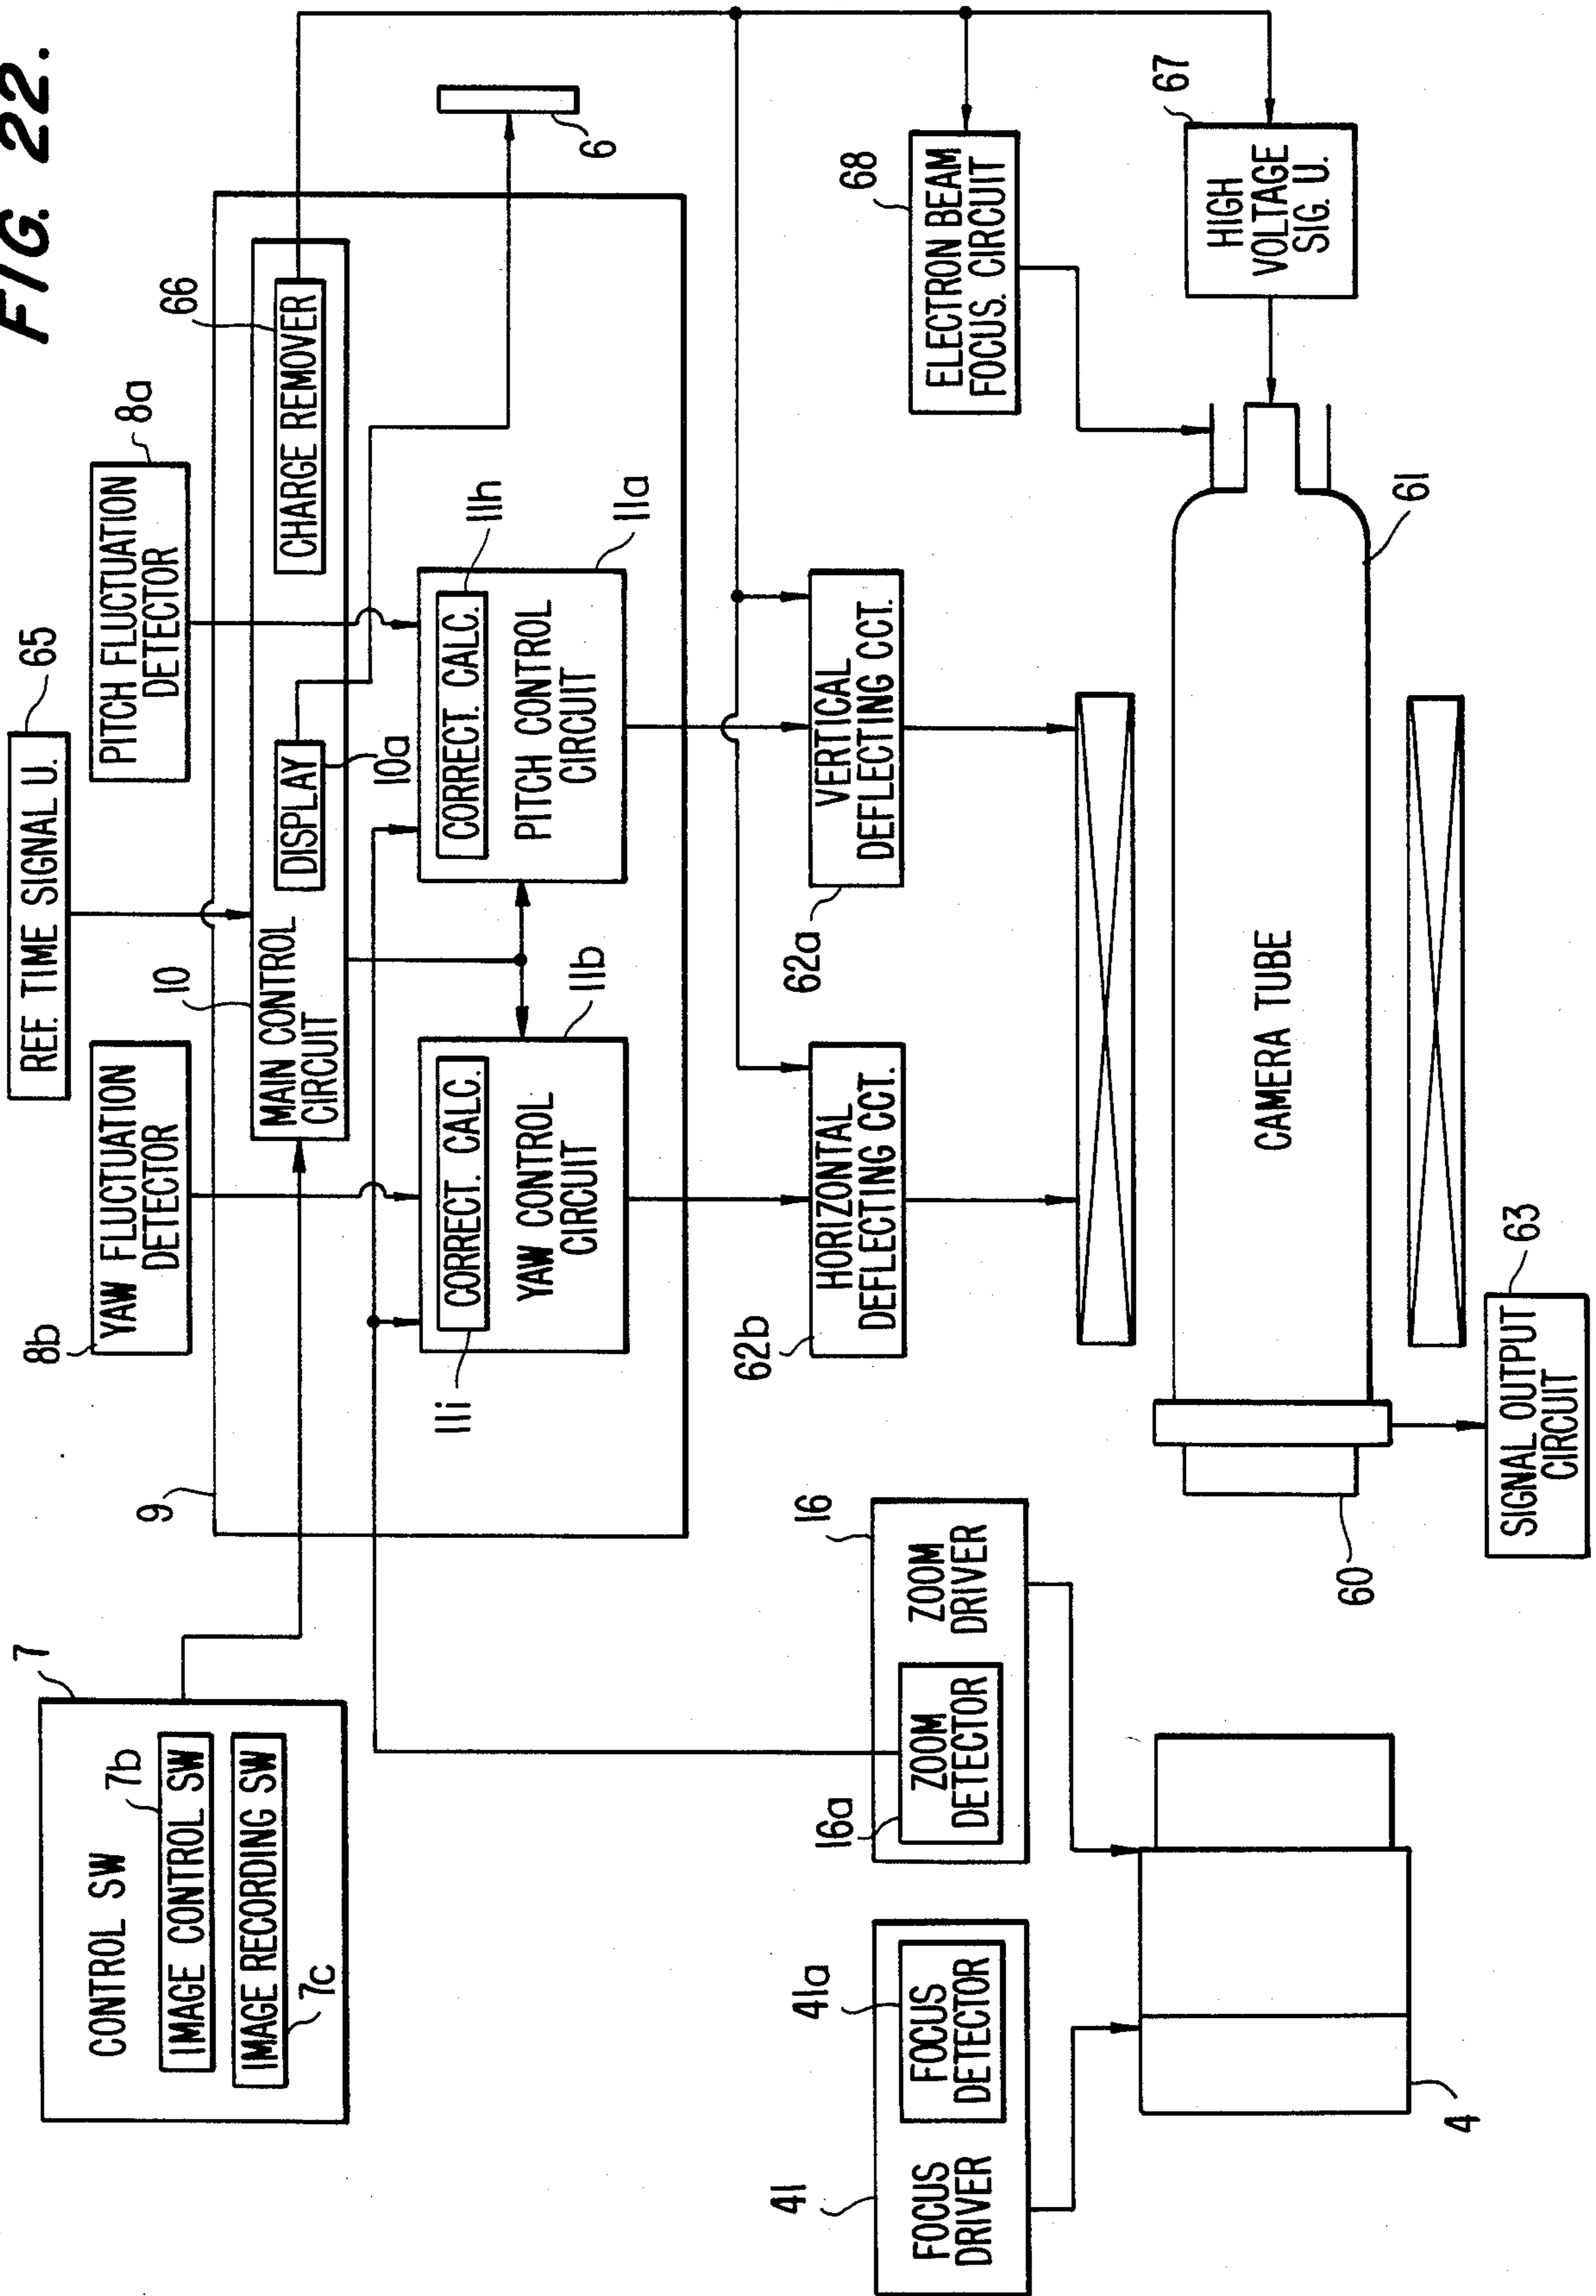 FIG. 22.
7
CONTROL SW
7b
IMAGE CONTROL SW
IMAGE RECORDING SW
7c
REF. TIME SIGNAL U.
65
8b
YAW FLUCTUATION
DETECTOR
PITCH FLUCTUATION
DETECTOR
8a
9
10
MAIN CONTROL
CIRCUIT
DISPLAY
10a
CHARGE REMOVER
66
6
CORRECT. CALC.
11i
YAW CONTROL
CIRCUIT
11b
CORRECT. CALC.
11h
PITCH CONTROL
CIRCUIT
11a
41
FOCUS
DRIVER
41a
FOCUS
DETECTOR
16
16a
ZOOM
DETECTOR
ZOOM
DRIVER
62b
HORIZONTAL
DEFLECTING CCT.
62a
VERTICAL
DEFLECTING CCT.
68
ELECTRON BEAM
FOCUS. CIRCUIT
67
HIGH
VOLTAGE
SIG. U.
4
60
CAMERA TUBE
61
63
SIGNAL OUTPUT
CIRCUIT